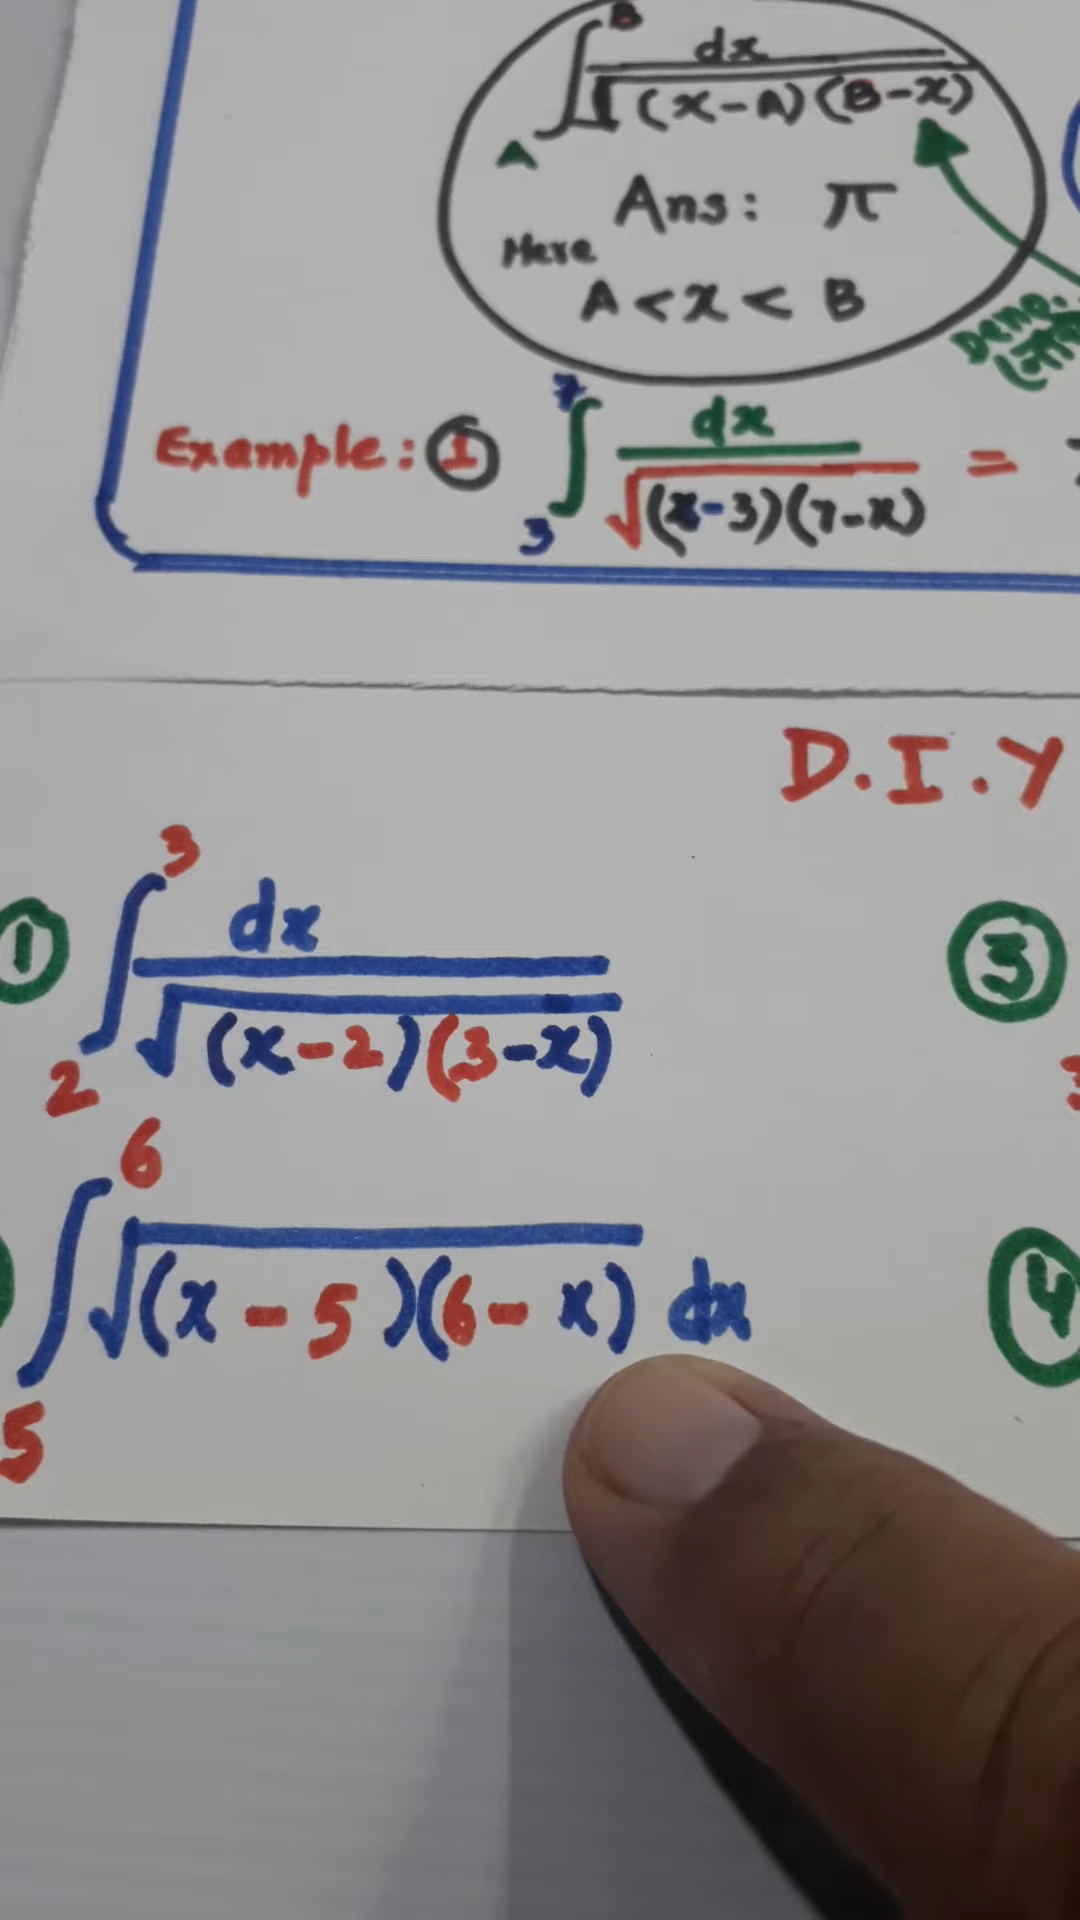 ∫_A^B dx / √((x-A)(B-x))
Ans: π
Here
A < x < B
Example: ① ∫_3^7 dx / √((x-3)(7-x)) =
D.I.Y
① ∫_2^3 dx / √((x-2)(3-x))
③
∫_5^6 √((x-5)(6-x)) dx
④